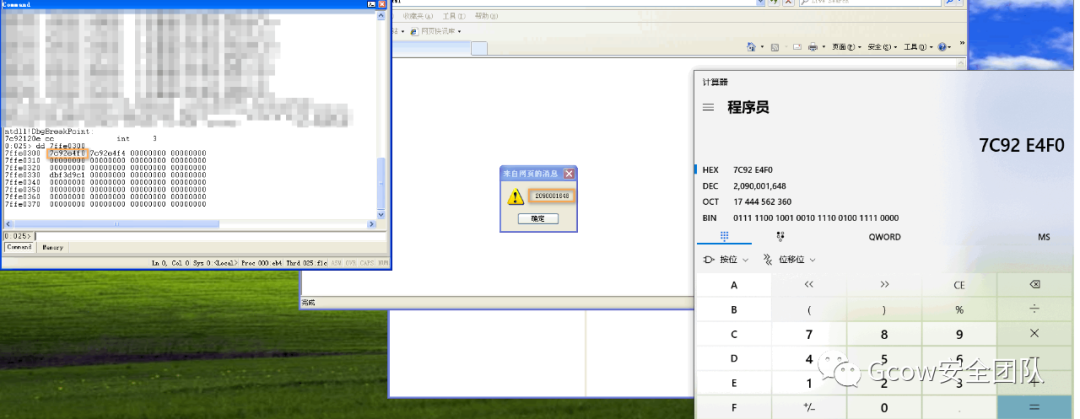 Command
ntdll!DbgBreakPoint:
7c92120e cc int 3
0:025> dd 7ffe0300
7ffe0300 7c92e4f0 7c92e4f4 00000000 00000000
7ffe0310 00000000 00000000 00000000 00000000
7ffe0320 00000000 00000000 00000000 00000000
7ffe0330 dbf3d9c1 00000000 00000000 00000000
7ffe0340 00000000 00000000 00000000 00000000
7ffe0350 00000000 00000000 00000000 00000000
7ffe0360 00000000 00000000 00000000 00000000
7ffe0370 00000000 00000000 00000000 00000000
0:025>
Command Memory
Ln 0, Col 0 Sys 0:<Local> Proc 000:eb4 Thrd 025:f1c ASM OVR CAPS NUM
收藏夹(A) 工具(T) 帮助(H)
网页快讯库
页面(P) 安全(S) 工具(O)
来自网页的消息
2090001648
确定
完成
计算器
程序员
7C92 E4F0
HEX 7C92 E4F0
DEC 2,090,001,648
OCT 17 444 562 360
BIN 0111 1100 1001 0010 1110 0100 1111 0000
QWORD MS
按位 位移位
A << >> CE
B ( ) % ÷
C 7 8 9 ×
D 4 5 6
E 1 2 3 +
F +/- 0 . =
Gcow安全团队